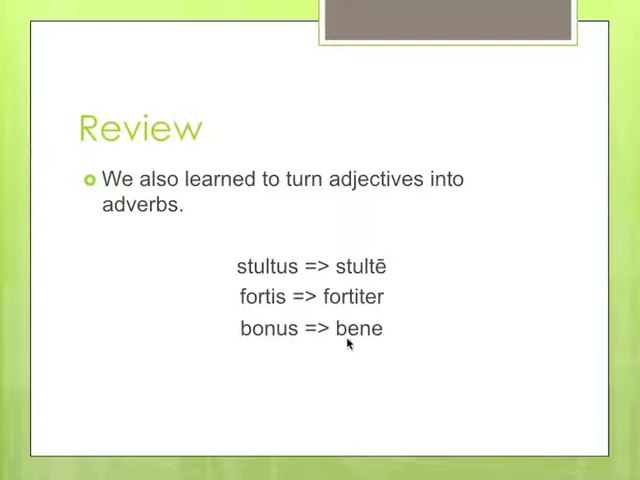 Review
We also learned to turn adjectives into
adverbs.
stultus => stultē
fortis => fortiter
bonus => bene